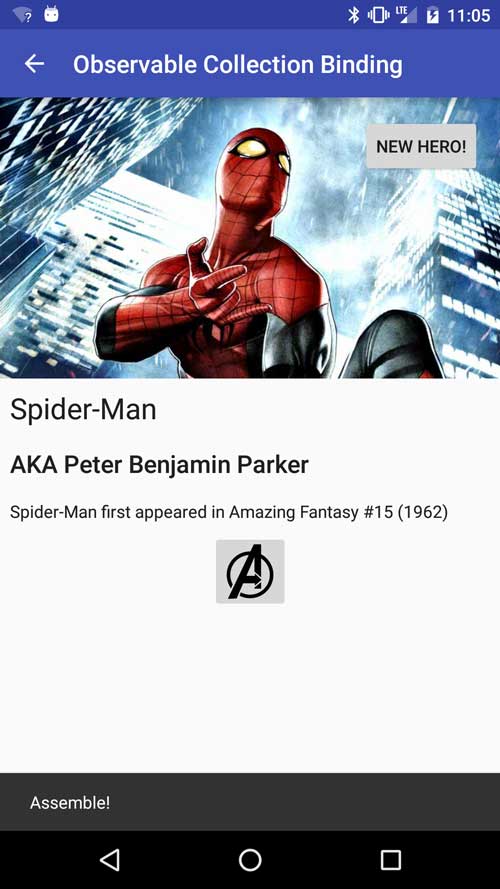 LTE 11:05
Observable Collection Binding
NEW HERO!
Spider-Man
AKA Peter Benjamin Parker
Spider-Man first appeared in Amazing Fantasy #15 (1962)
Assemble!